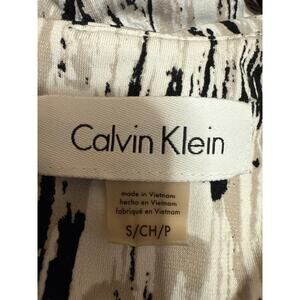 Calvin Klein
made in Vietnam
hecho en Vietnam
fabriqué en Vietnam
S/CH/P